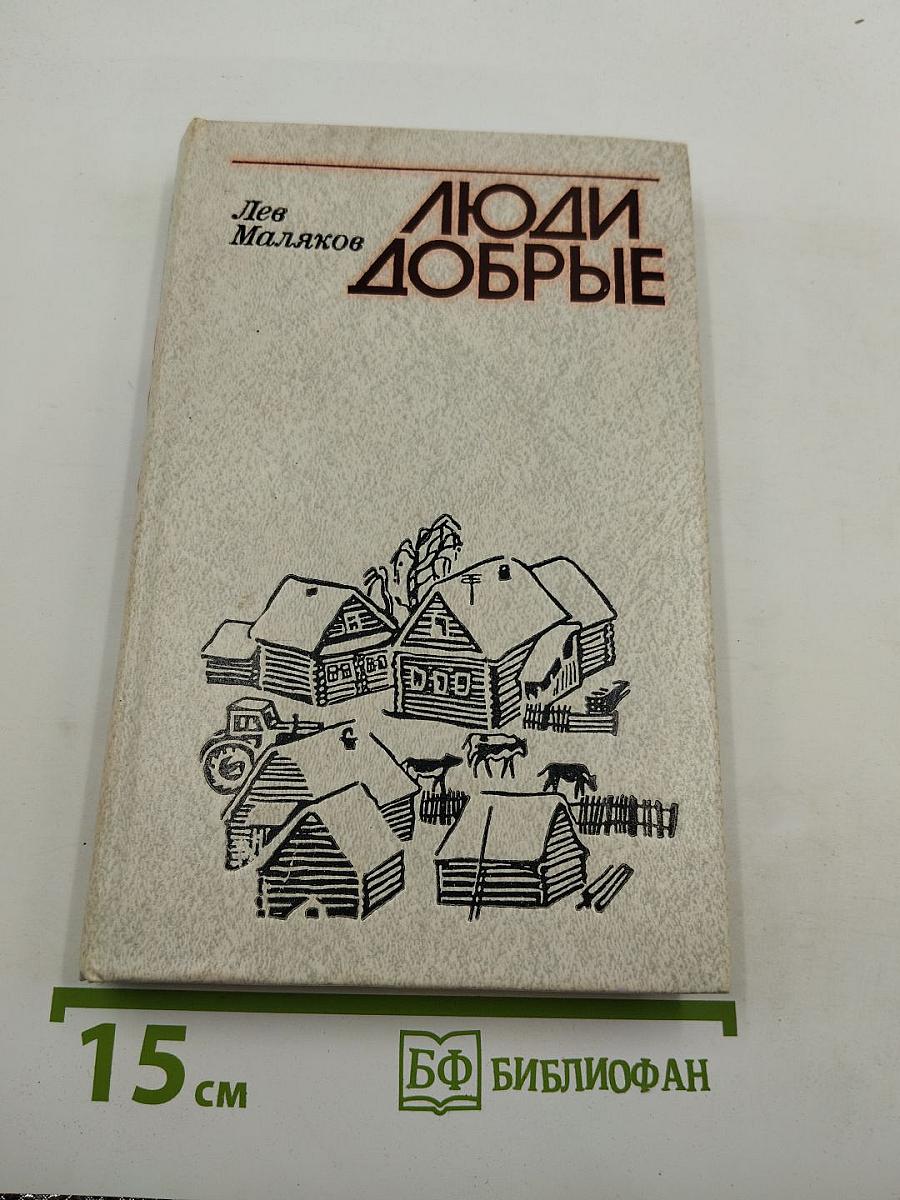 Лев
Маляков
ЛЮДИ
ДОБРЫЕ
15 см
БФ БИБЛИОФАН